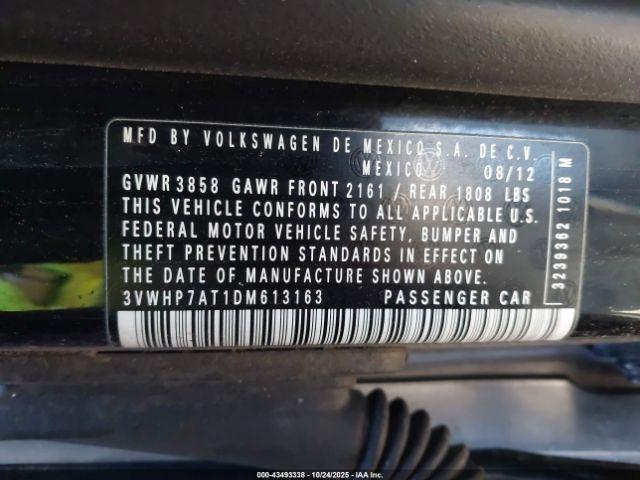 MFD BY VOLKSWAGEN DE MEXICO S.A. DE C.V.
MEXICO 08/12
GVWR 3858 GAWR FRONT 2161 / REAR 1808 LBS
THIS VEHICLE CONFORMS TO ALL APPLICABLE U.S.
FEDERAL MOTOR VEHICLE SAFETY, BUMPER AND
THEFT PREVENTION STANDARDS IN EFFECT ON
THE DATE OF MANUFACTURE SHOWN ABOVE.
3VWHP7AT1DM613163 PASSENGER CAR
3239362 1018 M
000-43493338 - 10/24/2025 - IAA Inc.